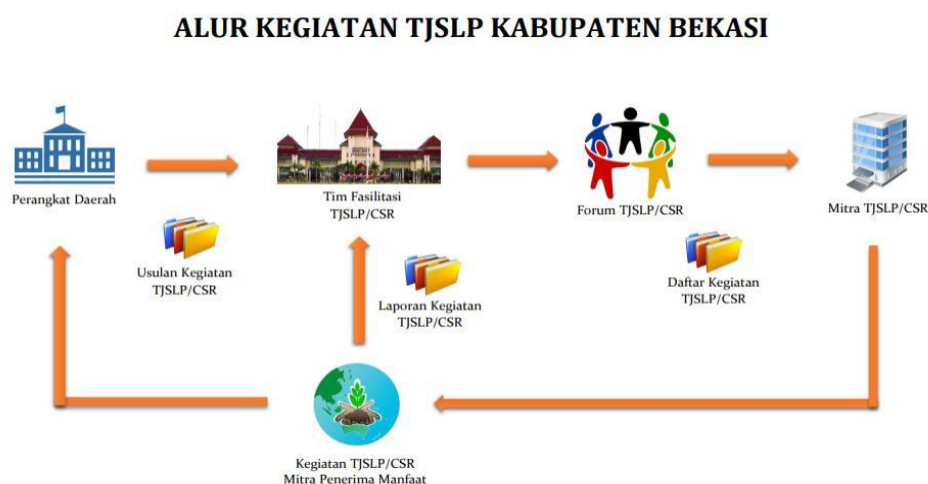 ALUR KEGIATAN TJSLP KABUPATEN BEKASI
Perangkat Daerah
Tim Fasilitasi
TJSLP/CSR
Forum TJSLP/CSR
Mitra TJSLP/CSR
Usulan Kegiatan
TJSLP/CSR
Laporan Kegiatan
TJSLP/CSR
Daftar Kegiatan
TJSLP/CSR
Kegiatan TJSLP/CSR
Mitra Penerima Manfaat